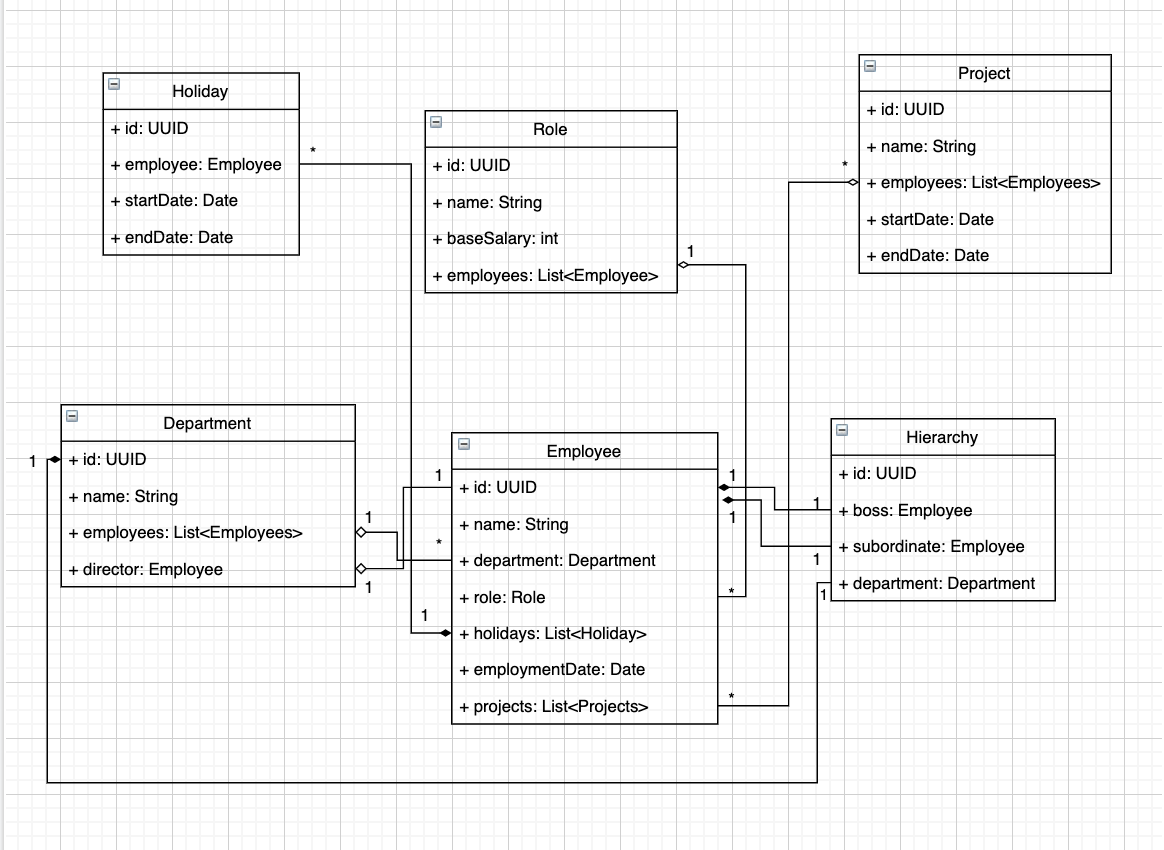 Holiday
+ id: UUID
+ employee: Employee
+ startDate: Date
+ endDate: Date
*
Role
+ id: UUID
+ name: String
+ baseSalary: int
+ employees: List<Employee>
1
Project
+ id: UUID
+ name: String
+ employees: List<Employees>
+ startDate: Date
+ endDate: Date
*
Department
+ id: UUID
+ name: String
+ employees: List<Employees>
+ director: Employee
1
1
1
Employee
+ id: UUID
+ name: String
+ department: Department
+ role: Role
+ holidays: List<Holiday>
+ employmentDate: Date
+ projects: List<Projects>
1
*
1
1
1
*
*
Hierarchy
+ id: UUID
+ boss: Employee
+ subordinate: Employee
+ department: Department
1
1
1